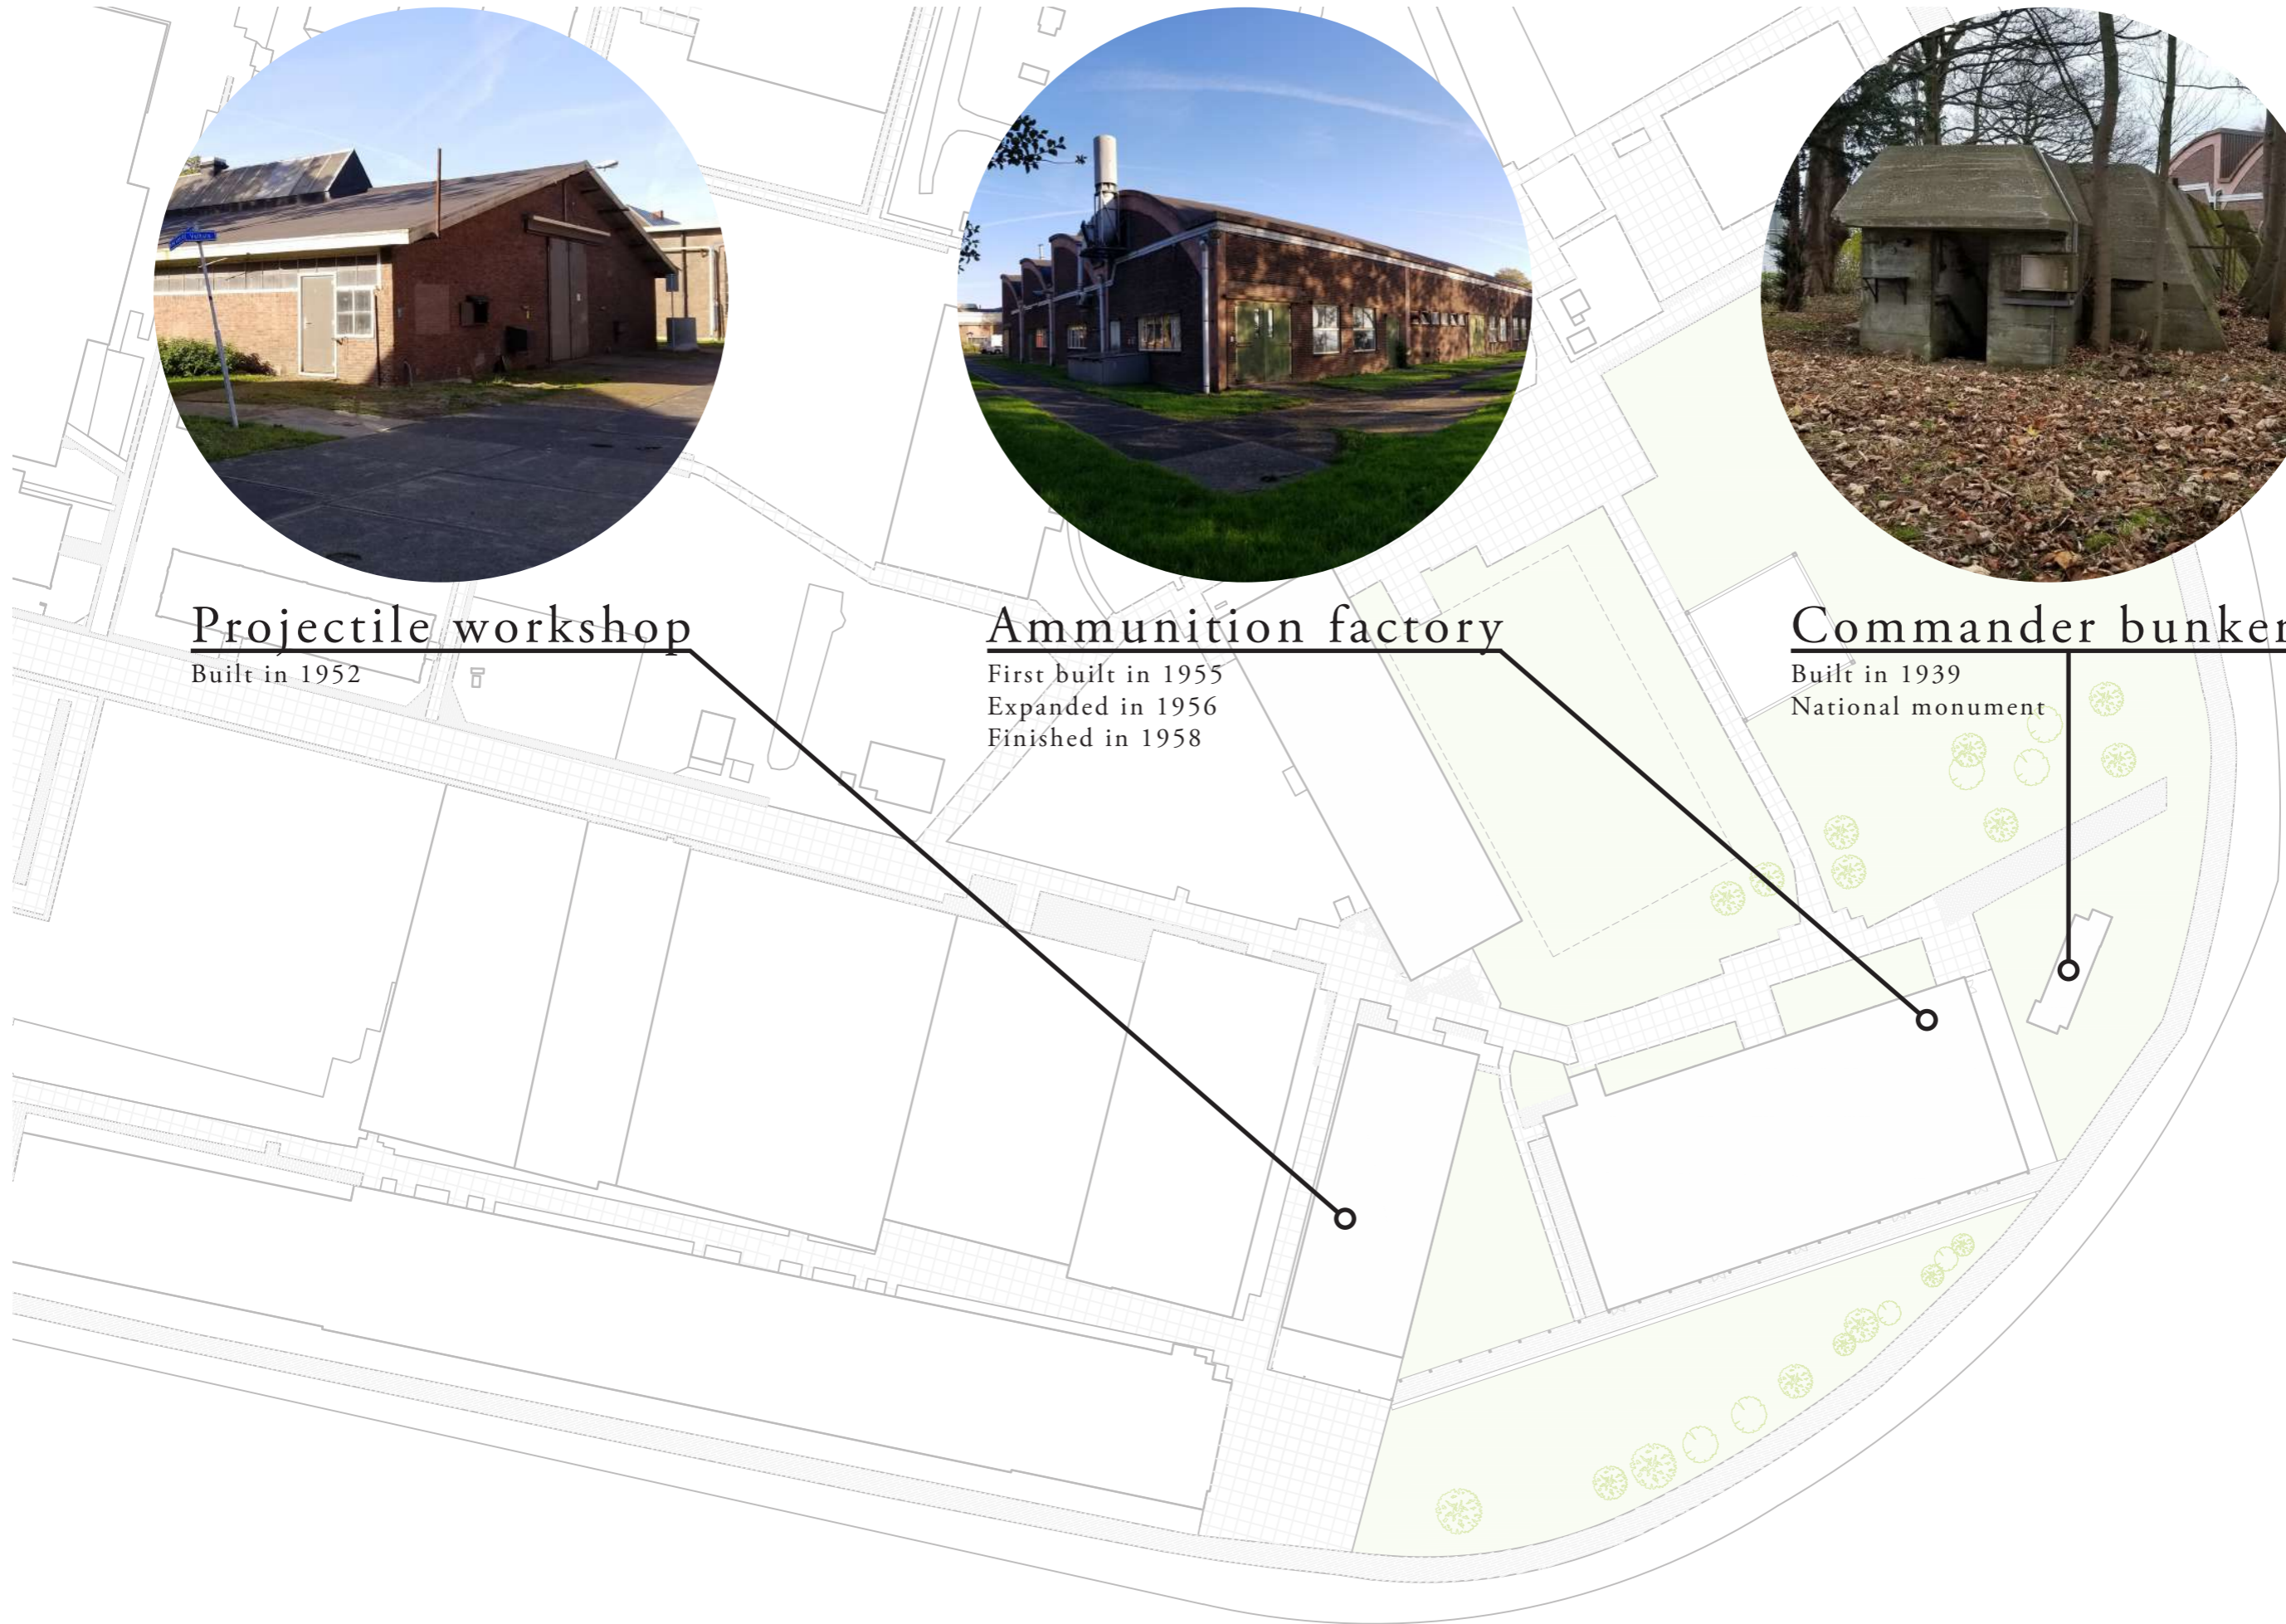 Projectile workshop
Built in 1952
Ammunition factory
First built in 1955
Expanded in 1956
Finished in 1958
Commander bunker
Built in 1939
National monument